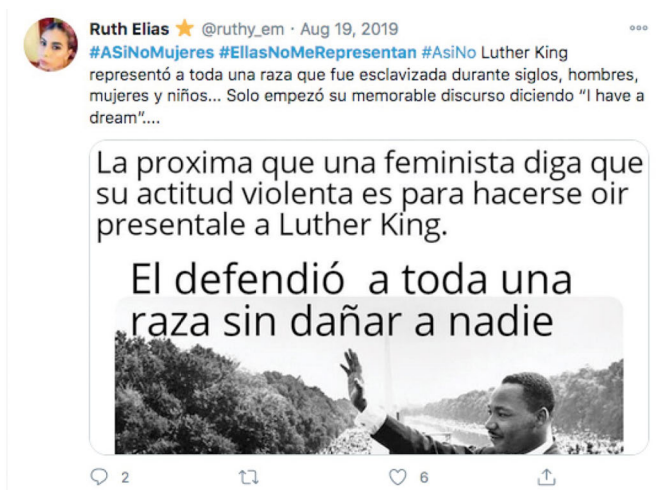 Ruth Elias ⭐ @ruthy_em · Aug 19, 2019
#ASiNoMujeres #EllasNoMeRepresentan #AsiNo Luther King
representó a toda una raza que fue esclavizada durante siglos, hombres,
mujeres y niños... Solo empezó su memorable discurso diciendo “I have a
dream“....
La proxima que una feminista diga que
su actitud violenta es para hacerse oir
presentale a Luther King.
El defendió a toda una
raza sin dañar a nadie
2 6